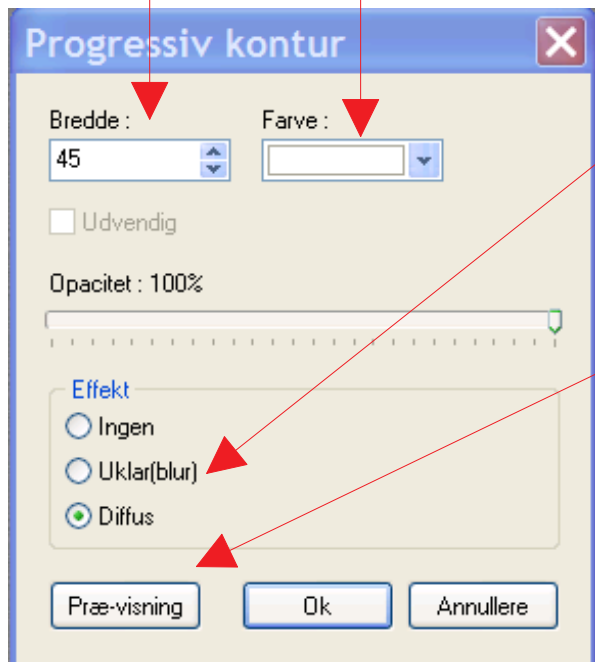 Progressiv kontur
Bredde : Farve :
45
Udvendig
Opacitet : 100%
Effekt
Ingen
Uklar(blur)
Diffus
Præ-visning Ok Annullere